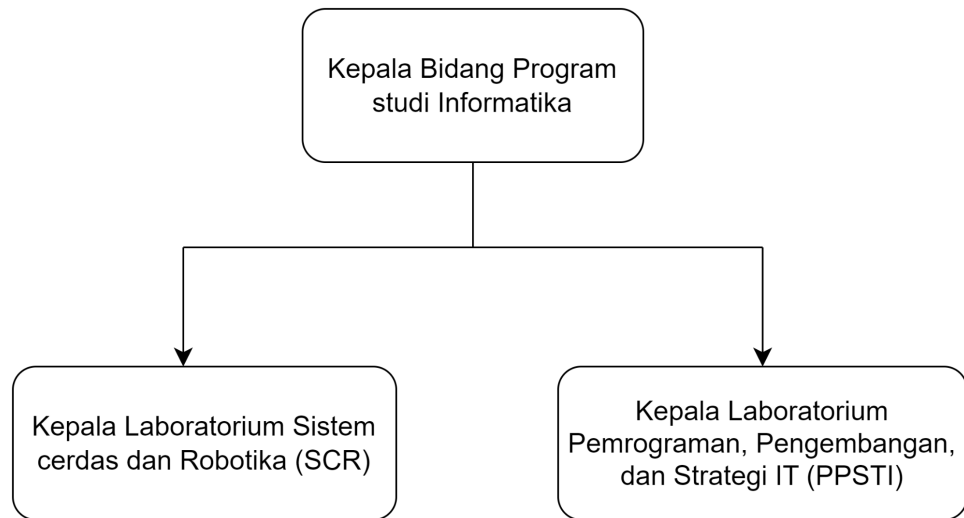 Kepala Bidang Program
studi Informatika
Kepala Laboratorium Sistem
cerdas dan Robotika (SCR)
Kepala Laboratorium
Pemrograman, Pengembangan,
dan Strategi IT (PPSTI)